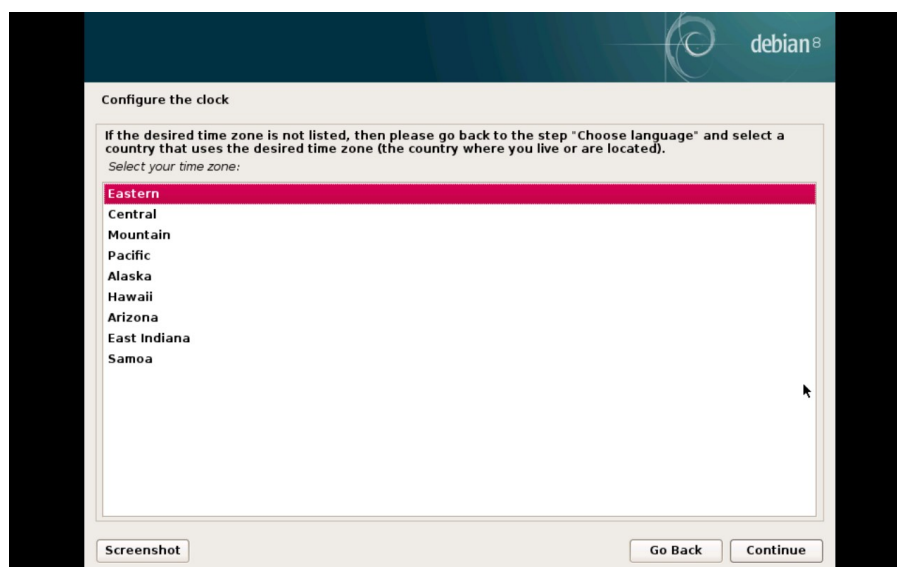 debian 8
Configure the clock
If the desired time zone is not listed, then please go back to the step "Choose language" and select a
country that uses the desired time zone (the country where you live or are located).
Select your time zone:
Eastern
Central
Mountain
Pacific
Alaska
Hawaii
Arizona
East Indiana
Samoa
Screenshot
Go Back
Continue